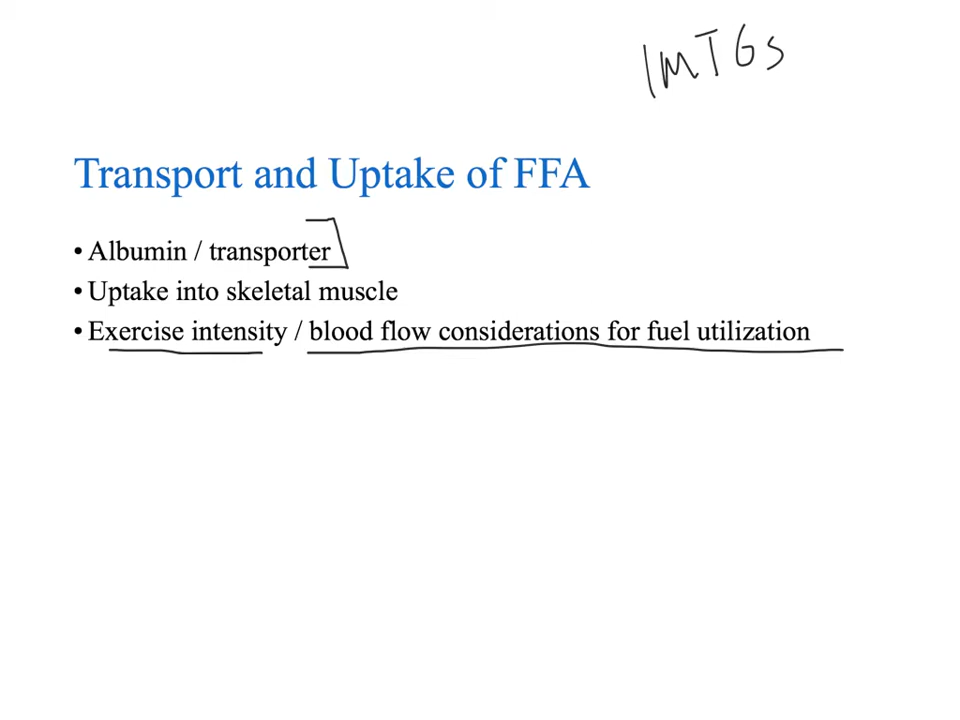 IMTGs
Transport and Uptake of FFA
• Albumin / transporter
• Uptake into skeletal muscle
• Exercise intensity / blood flow considerations for fuel utilization